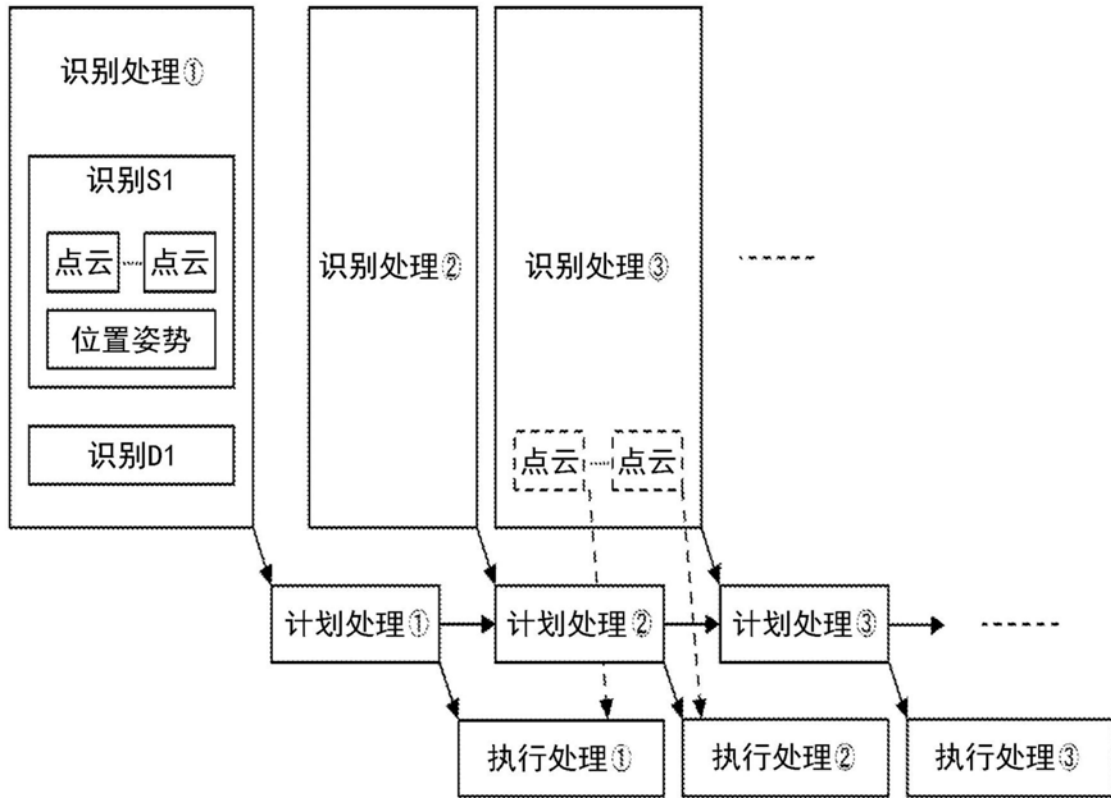 识别处理①
识别S1
点云 点云
位置姿势
识别D1
识别处理②
识别处理③
点云 点云
计划处理①
计划处理②
计划处理③
执行处理①
执行处理②
执行处理③